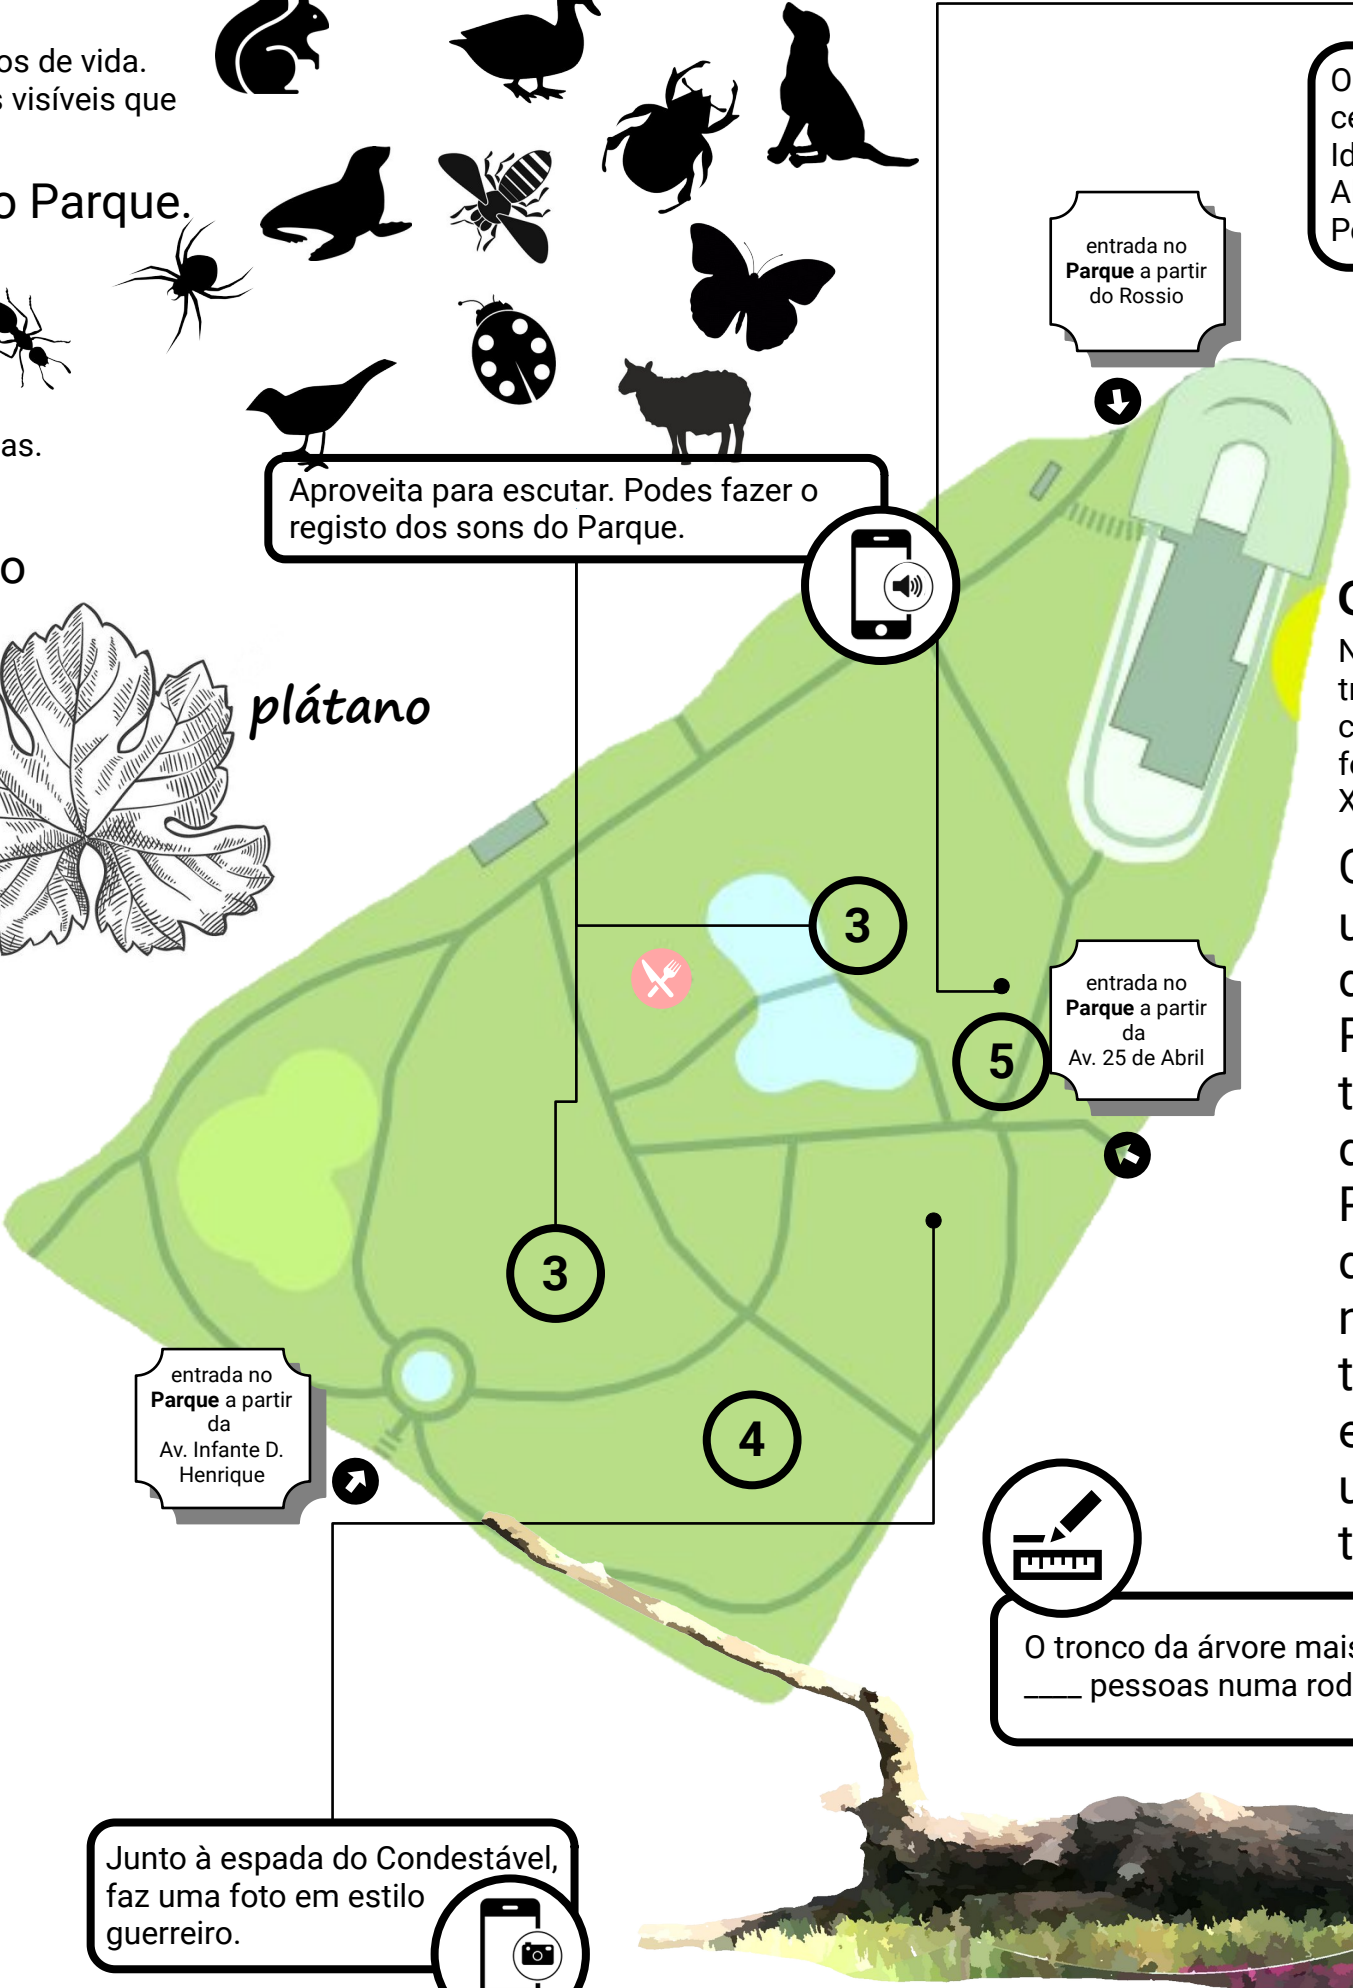 os de vida.
s visíveis que
o Parque.
as.
o
plátano
Aproveita para escutar. Podes fazer o
registo dos sons do Parque.
entrada no
Parque a partir
do Rossio
3
5
entrada no
Parque a partir
da
Av. 25 de Abril
3
4
entrada no
Parque a partir
da
Av. Infante D.
Henrique
O tronco da árvore mais
____ pessoas numa rod
Junto à espada do Condestável,
faz uma foto em estilo
guerreiro.